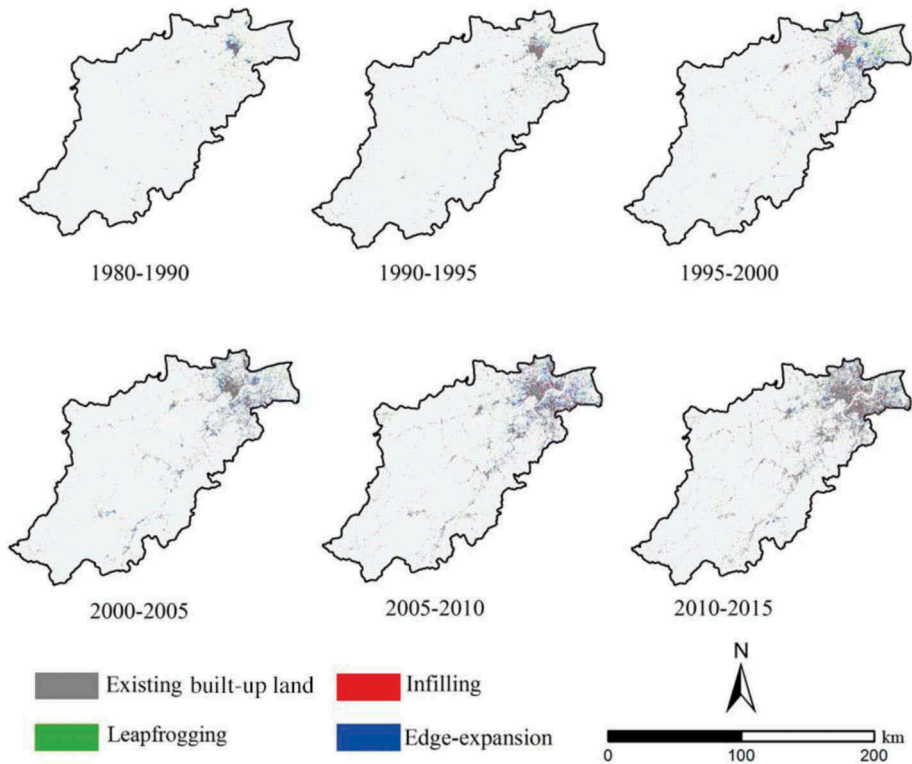 1980-1990
1990-1995
1995-2000
2000-2005
2005-2010
2010-2015
Existing built-up land
Infilling
Leapfrogging
Edge-expansion
N
km
0
100
200